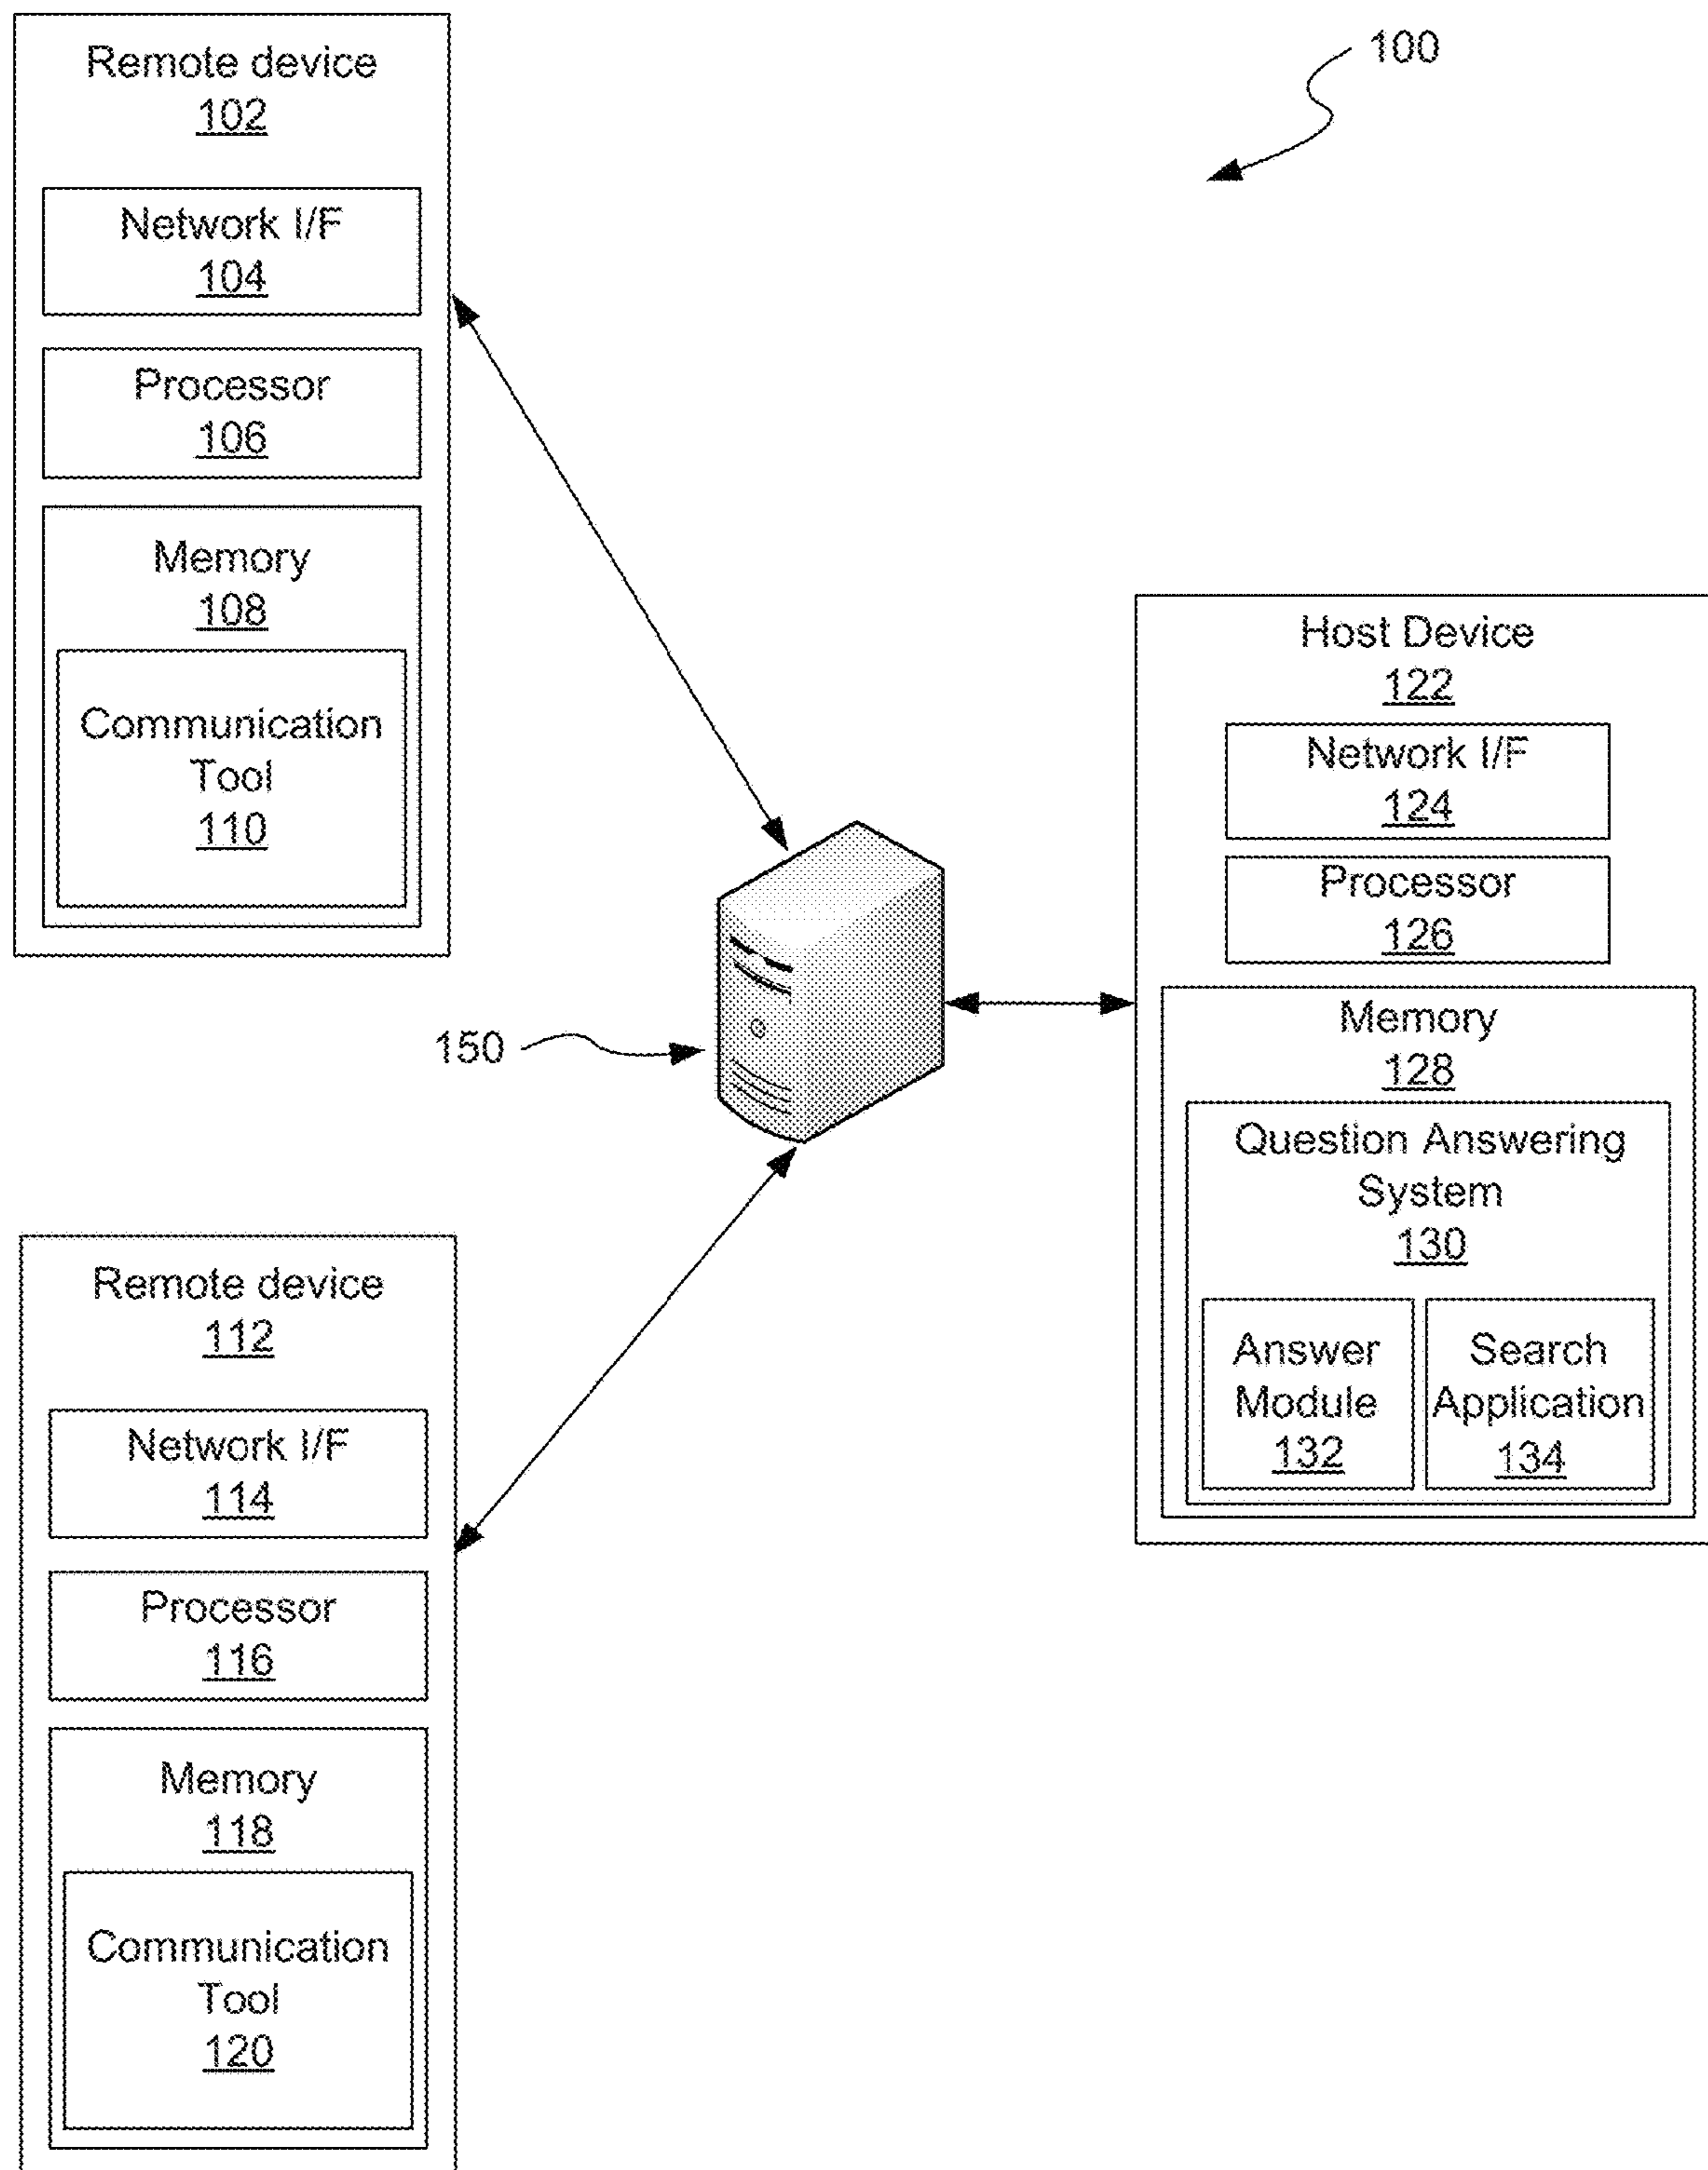 Remote device
102
Network I/F
104
Processor
106
Memory
108
Communication
Tool
110
100
Host Device
122
Network I/F
124
Processor
126
Memory
128
Question Answering
System
130
Answer
Module
132
Search
Application
134
150
Remote device
112
Network I/F
114
Processor
116
Memory
118
Communication
Tool
120